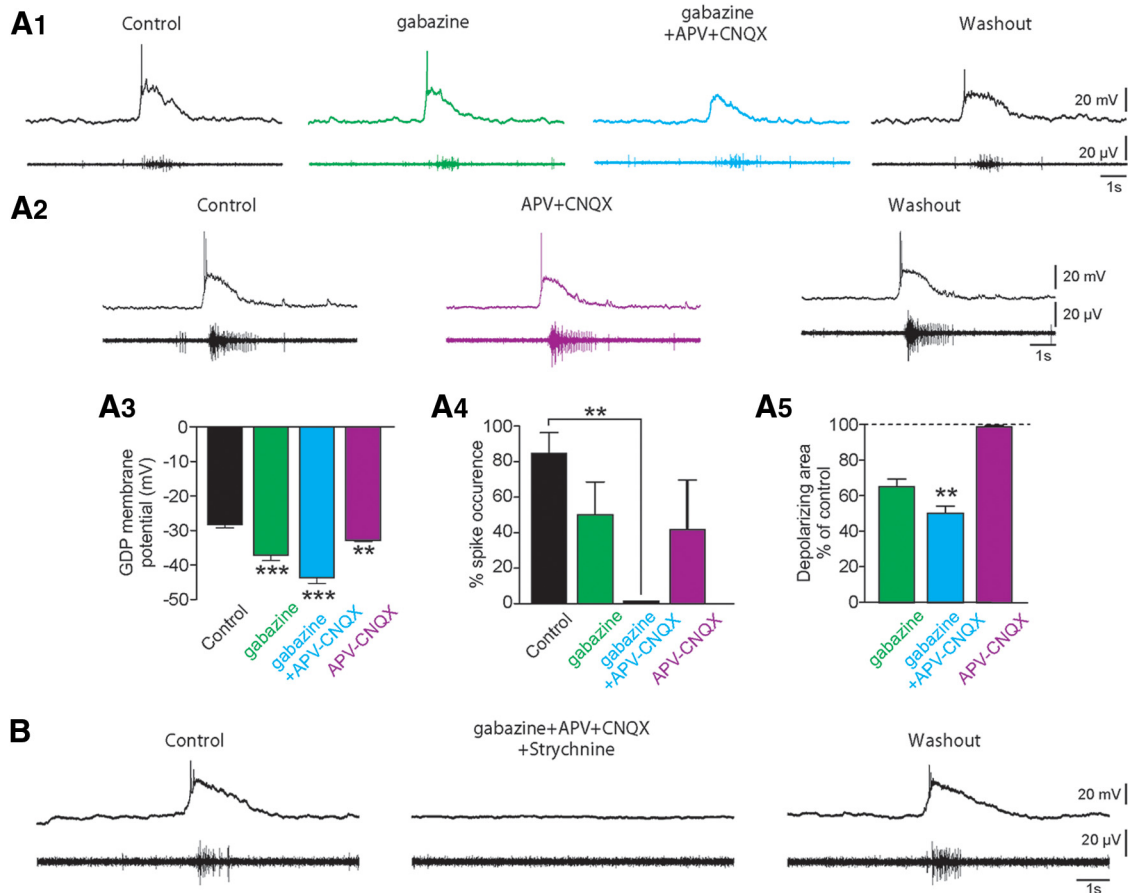 A1
Control
gabazine
gabazine
+APV+CNQX
Washout
20 mV
20 µV
1s
A2
Control
APV+CNQX
Washout
20 mV
20 µV
1s
A3
GDP membrane
potential (mV)
0
-10
-20
-30
-40
-50
***
***
**
Control
gabazine
gabazine
+APV-CNQX
APV-CNQX
A4
% spike occurence
100
80
60
40
20
0
**
Control
gabazine
gabazine
+APV-CNQX
APV-CNQX
A5
Depolarizing area
% of control
100
80
60
40
20
0
**
gabazine
gabazine
+APV-CNQX
APV-CNQX
B
Control
gabazine+APV+CNQX
+Strychnine
Washout
20 mV
20 µV
1s